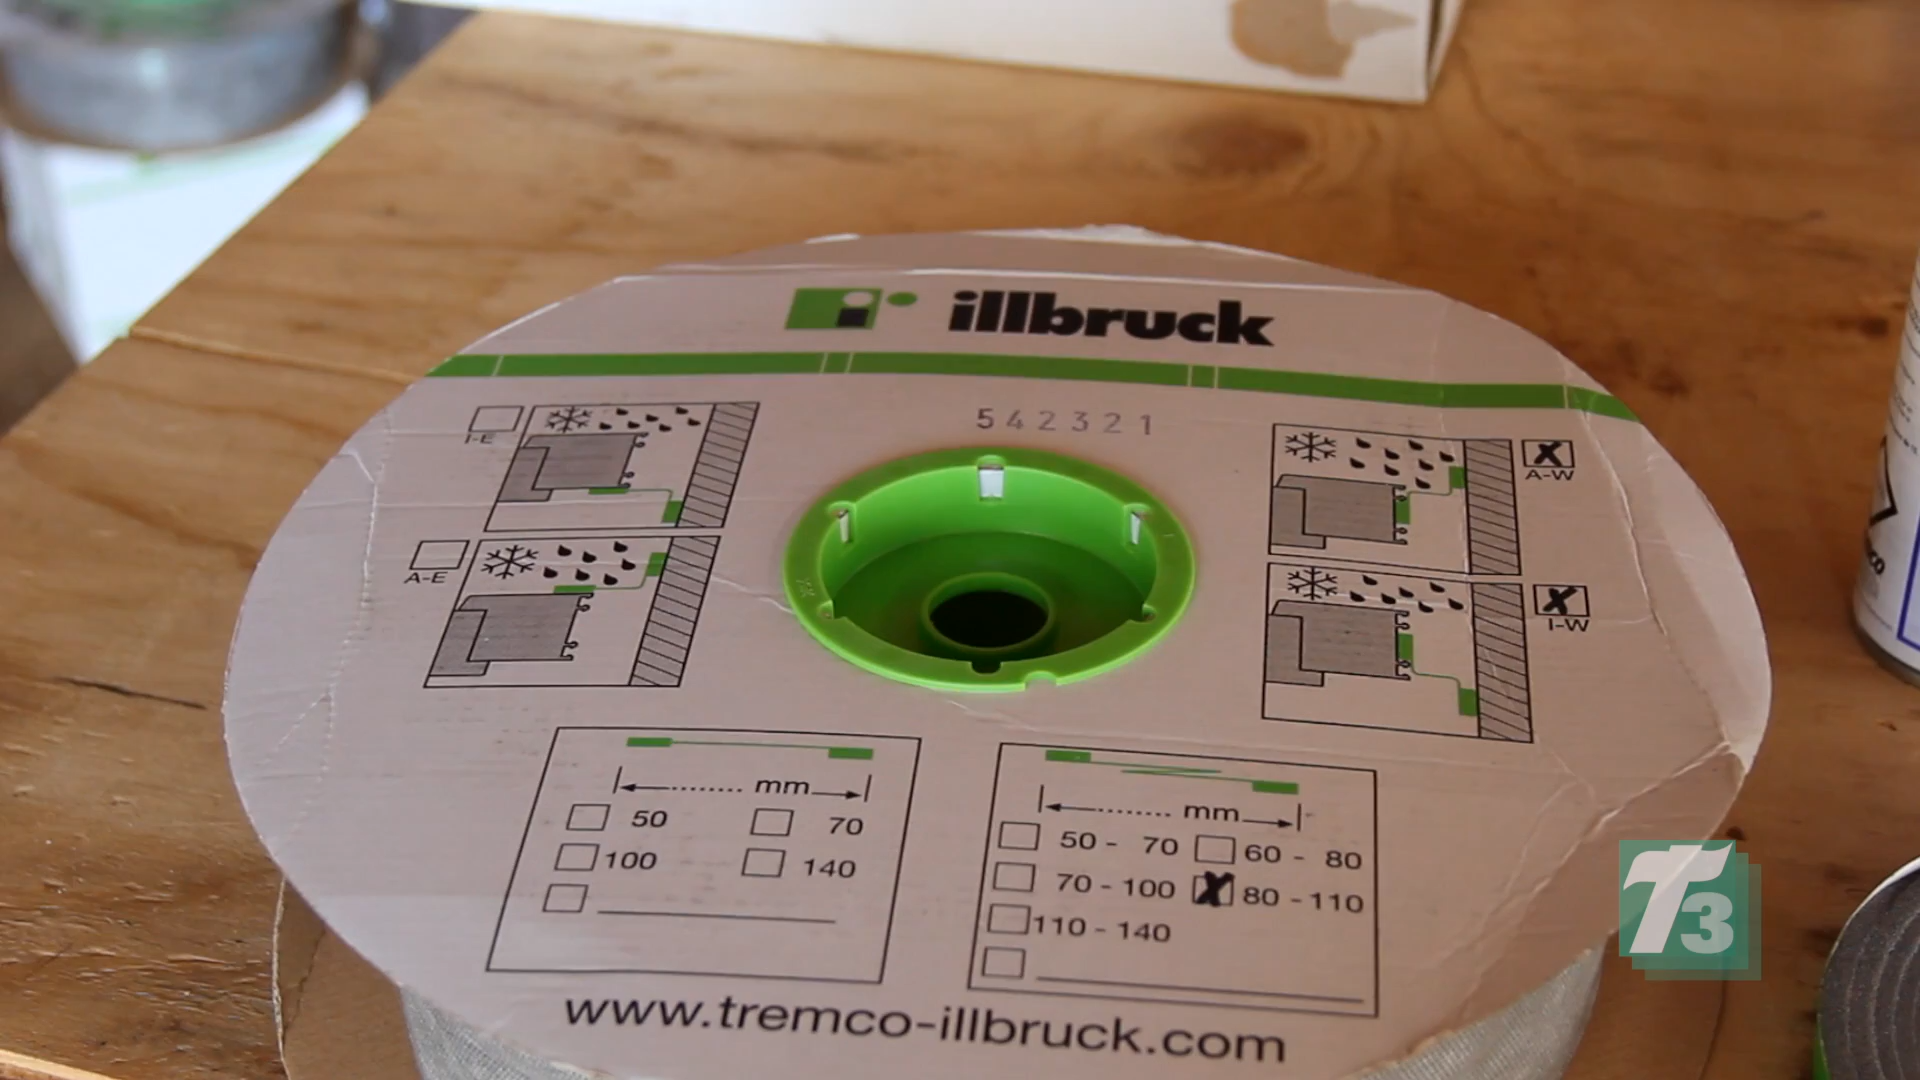 illbruck
542321
I-E
A-W
A-E
I-W
mm
50 70
100 140
mm
50 - 70 60 - 80
70 - 100 80 - 110
110 - 140
www.tremco-illbruck.com
T3